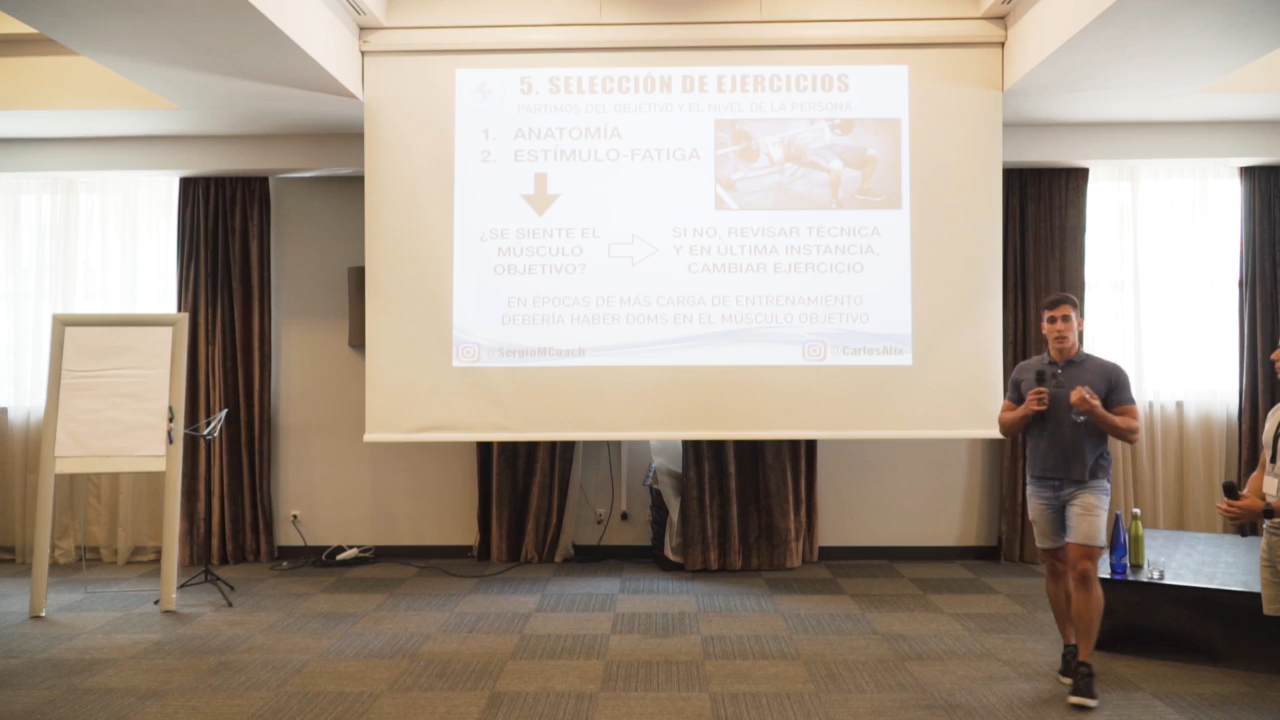 5. SELECCIÓN DE EJERCICIOS
PARTIMOS DEL OBJETIVO Y EL NIVEL DE LA PERSONA
1. ANATOMÍA
2. ESTÍMULO-FATIGA
¿SE SIENTE EL
MÚSCULO
OBJETIVO?
SI NO, REVISAR TÉCNICA
Y EN ÚLTIMA INSTANCIA,
CAMBIAR EJERCICIO
EN ÉPOCAS DE MÁS CARGA DE ENTRENAMIENTO
DEBERÍA HABER DOMS EN EL MÚSCULO OBJETIVO
@SergioMCoach
@CarlosAlix